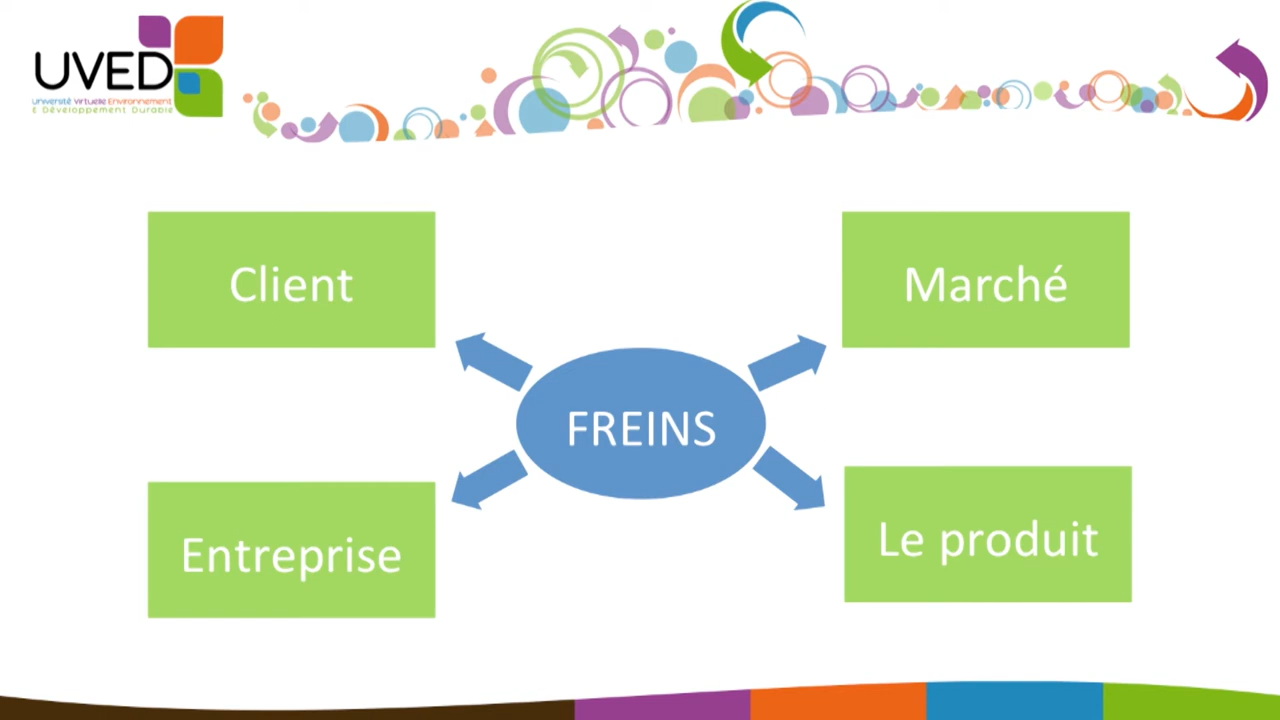 UVED
Université Virtuelle Environnement
& Développement Durable
Client
Marché
FREINS
Entreprise
Le produit